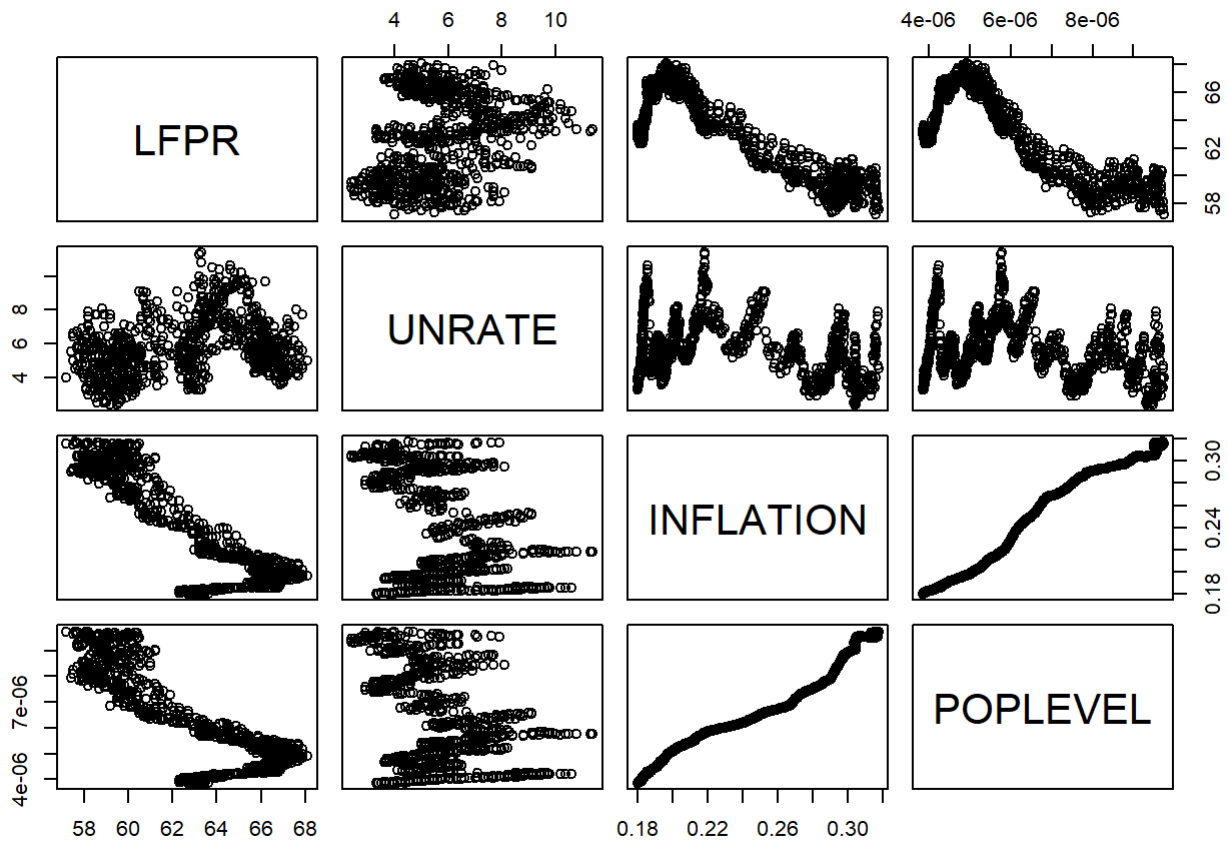 4 6 8 10 4e-06 6e-06 8e-06
LFPR
58 62 66
4 6 8
UNRATE
INFLATION
0.18 0.24 0.30
4e-06 7e-06
POPLEVEL
58 60 62 64 66 68 0.18 0.22 0.26 0.30